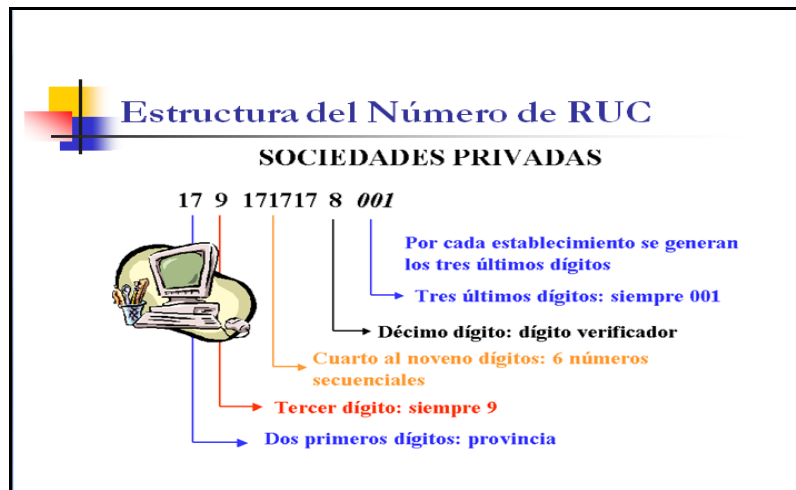 Estructura del Número de RUC
SOCIEDADES PRIVADAS
17 9 171717 8 001
Por cada establecimiento se generan
los tres últimos dígitos
Tres últimos dígitos: siempre 001
Décimo dígito: dígito verificador
Cuarto al noveno dígitos: 6 números
secuenciales
Tercer dígito: siempre 9
Dos primeros dígitos: provincia